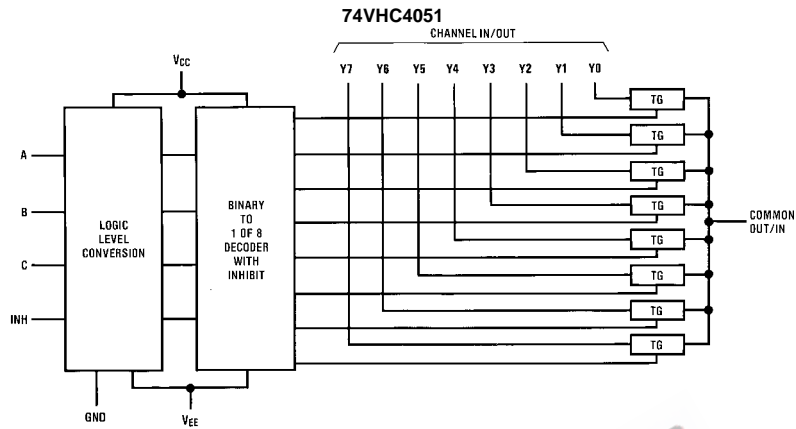 74VHC4051
CHANNEL IN/OUT
VCC
Y7 Y6 Y5 Y4 Y3 Y2 Y1 Y0
TG
TG
TG
TG
TG
TG
TG
TG
A
B
C
INH
LOGIC
LEVEL
CONVERSION
BINARY
TO
1 OF 8
DECODER
WITH
INHIBIT
COMMON
OUT/IN
GND
VEE